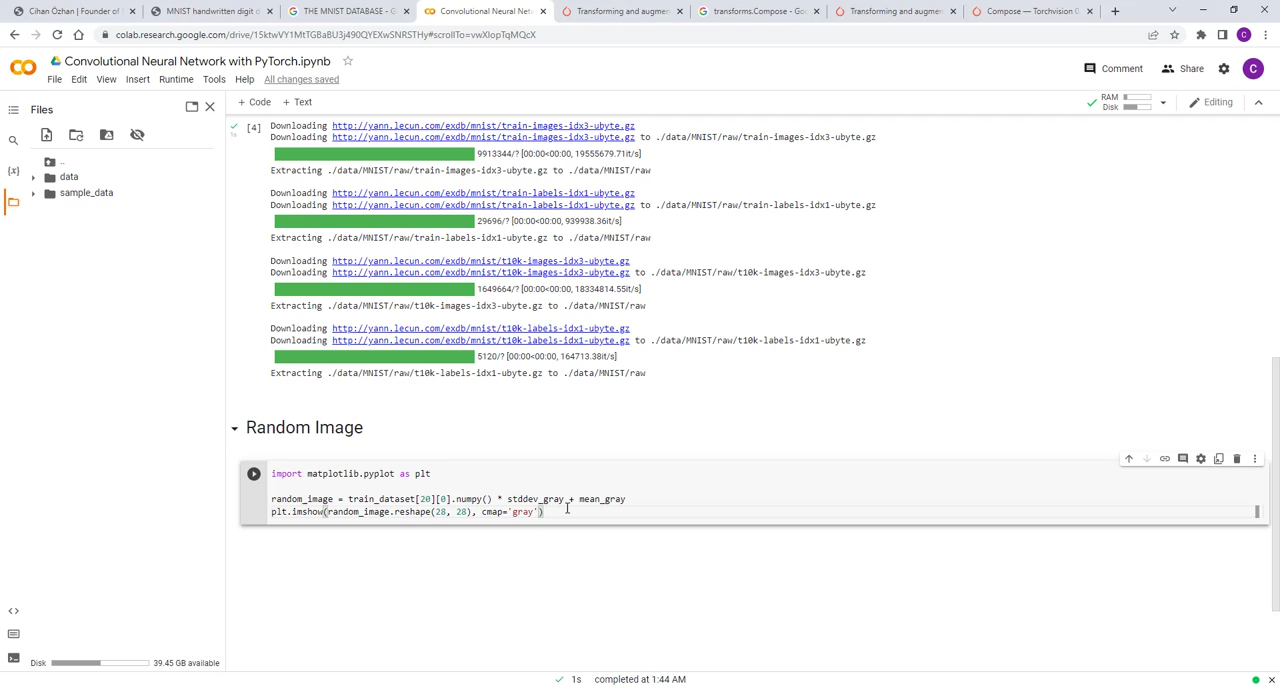 Cihan Özhan | Founder of
MNIST handwritten digit d
THE MNIST DATABASE - G
Convolutional Neural Netw
Transforming and augmen
transforms.Compose - Goo
Transforming and augmen
Compose — Torchvision 0.
colab.research.google.com/drive/15ktwVY1MtTGBaBU3j490QYEXwSNRSTHy#scrollTo=vwXIopTqMQcX
Convolutional Neural Network with PyTorch.ipynb
File Edit View Insert Runtime Tools Help All changes saved
Comment Share C
Files
+ Code + Text
RAM
Disk
Editing
..
data
sample_data
[4]
1s
Downloading http://yann.lecun.com/exdb/mnist/train-images-idx3-ubyte.gz
Downloading http://yann.lecun.com/exdb/mnist/train-images-idx3-ubyte.gz to ./data/MNIST/raw/train-images-idx3-ubyte.gz
9913344/? [00:00<00:00, 19555679.71it/s]
Extracting ./data/MNIST/raw/train-images-idx3-ubyte.gz to ./data/MNIST/raw
Downloading http://yann.lecun.com/exdb/mnist/train-labels-idx1-ubyte.gz
Downloading http://yann.lecun.com/exdb/mnist/train-labels-idx1-ubyte.gz to ./data/MNIST/raw/train-labels-idx1-ubyte.gz
29696/? [00:00<00:00, 939938.36it/s]
Extracting ./data/MNIST/raw/train-labels-idx1-ubyte.gz to ./data/MNIST/raw
Downloading http://yann.lecun.com/exdb/mnist/t10k-images-idx3-ubyte.gz
Downloading http://yann.lecun.com/exdb/mnist/t10k-images-idx3-ubyte.gz to ./data/MNIST/raw/t10k-images-idx3-ubyte.gz
1649664/? [00:00<00:00, 18334814.55it/s]
Extracting ./data/MNIST/raw/t10k-images-idx3-ubyte.gz to ./data/MNIST/raw
Downloading http://yann.lecun.com/exdb/mnist/t10k-labels-idx1-ubyte.gz
Downloading http://yann.lecun.com/exdb/mnist/t10k-labels-idx1-ubyte.gz to ./data/MNIST/raw/t10k-labels-idx1-ubyte.gz
5120/? [00:00<00:00, 164713.38it/s]
Extracting ./data/MNIST/raw/t10k-labels-idx1-ubyte.gz to ./data/MNIST/raw
Random Image
import matplotlib.pyplot as plt
random_image = train_dataset[20][0].numpy() * stddev_gray + mean_gray
plt.imshow(random_image.reshape(28, 28), cmap='gray')
Disk 39.45 GB available
1s completed at 1:44 AM